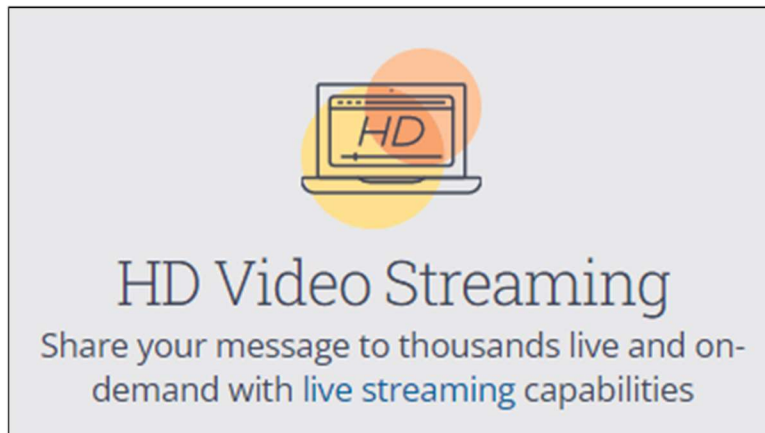 HD
HD Video Streaming
Share your message to thousands live and on-
demand with live streaming capabilities